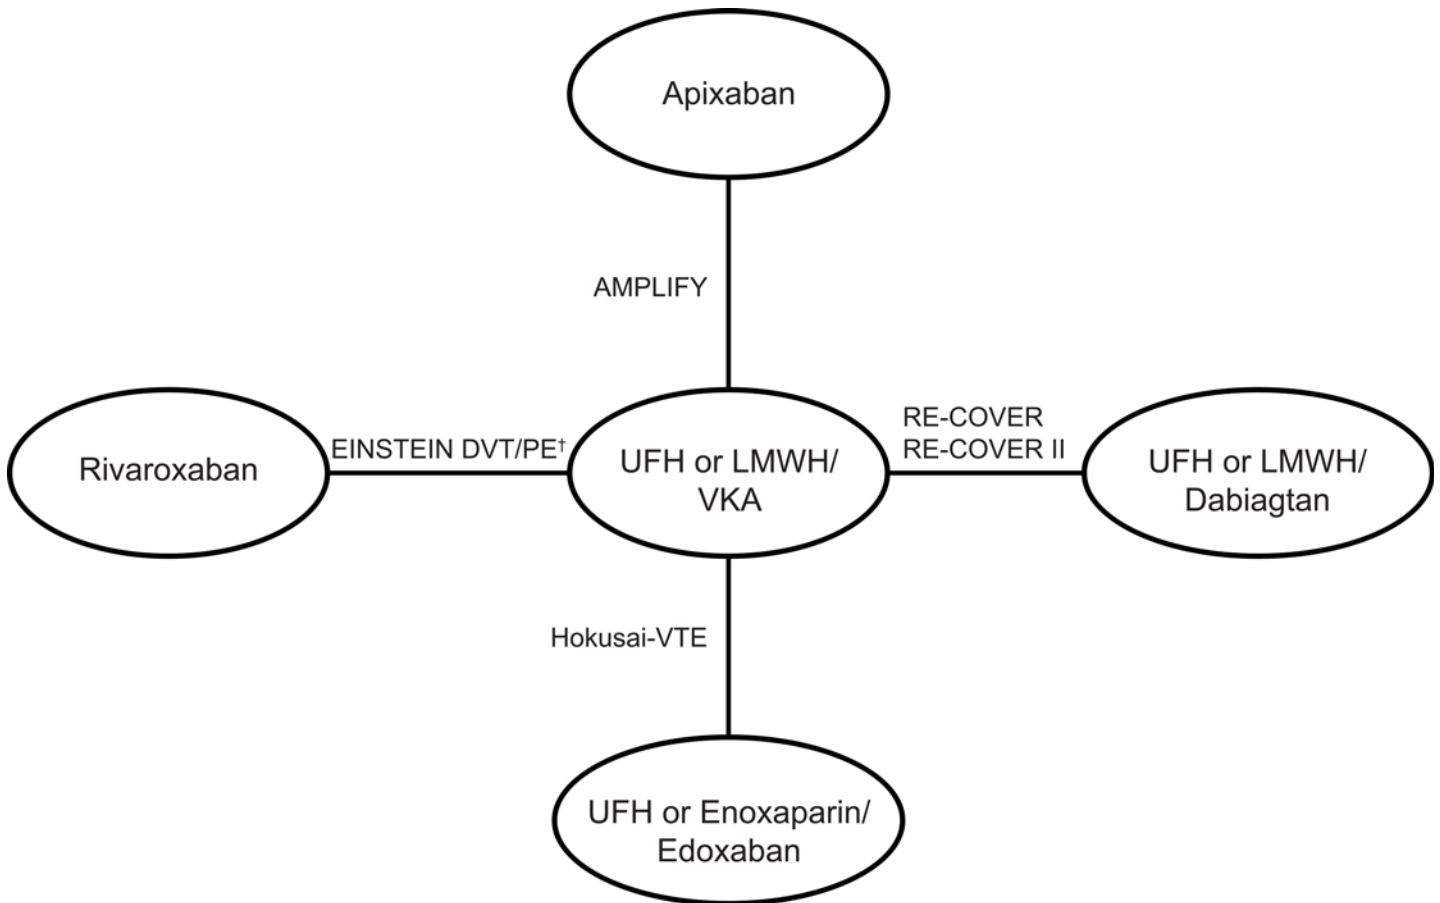 Apixaban
AMPLIFY
Rivaroxaban
EINSTEIN DVT/PE†
UFH or LMWH/
VKA
RE-COVER
RE-COVER II
UFH or LMWH/
Dabiagtan
Hokusai-VTE
UFH or Enoxaparin/
Edoxaban